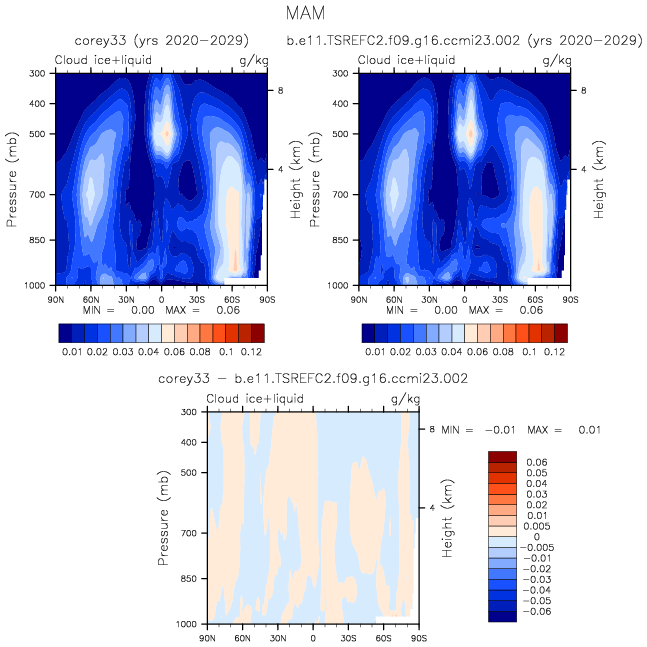 MAM
corey33 (yrs 2020-2029)
Cloud ice+liquid g/kg
300
400
500
700
850
1000
Pressure (mb)
8
4
Height (km)
90N 60N 30N 0 30S 60S 90S
MIN = 0.00 MAX = 0.06
0.01 0.02 0.03 0.04 0.06 0.08 0.1 0.12
b.e11.TSREFC2.f09.g16.ccmi23.002 (yrs 2020-2029)
Cloud ice+liquid g/kg
300
400
500
700
850
1000
Pressure (mb)
8
4
Height (km)
90N 60N 30N 0 30S 60S 90S
MIN = 0.00 MAX = 0.06
0.01 0.02 0.03 0.04 0.06 0.08 0.1 0.12
corey33 - b.e11.TSREFC2.f09.g16.ccmi23.002
Cloud ice+liquid g/kg
300
400
500
700
850
1000
Pressure (mb)
8
4
Height (km)
90N 60N 30N 0 30S 60S 90S
MIN = -0.01 MAX = 0.01
0.06
0.05
0.04
0.03
0.02
0.01
0.005
0
-0.005
-0.01
-0.02
-0.03
-0.04
-0.05
-0.06